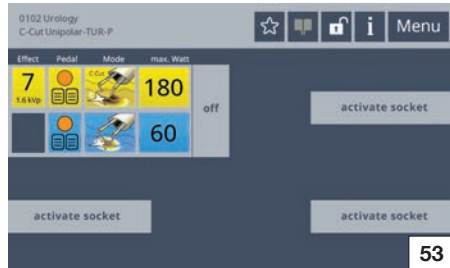 0102 Urology
C-Cut Unipolar-TUR-P
i
Menu
Effect Pedal Mode max. Watt
7
1.6 kVp
C-Cut
180
off
60
activate socket
activate socket
activate socket
53